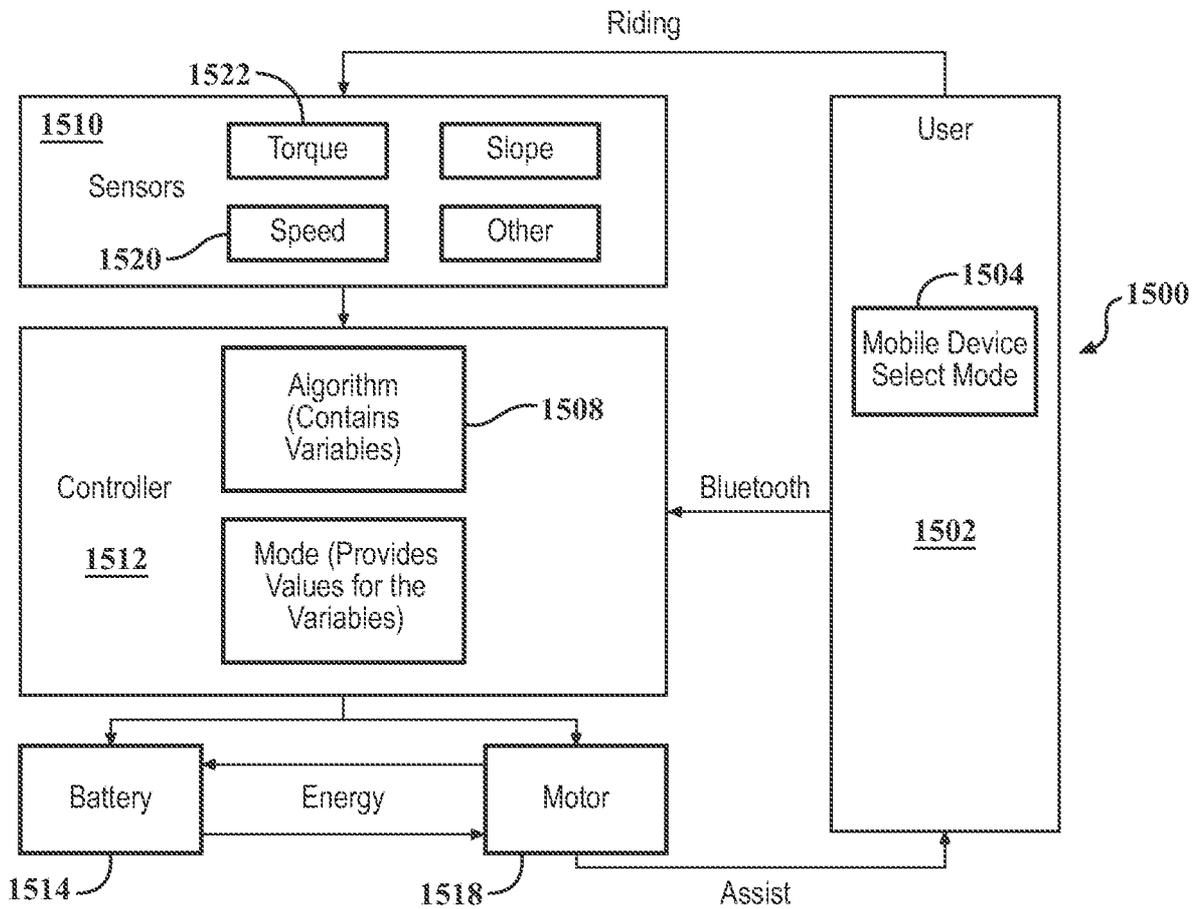 Riding
1522
1510
Torque
Slope
User
Sensors
Speed
Other
1520
1504
1500
Mobile Device
Select Mode
Algorithm
(Contains
Variables)
1508
Controller
Bluetooth
1512
1502
Mode (Provides
Values for the
Variables)
Battery
Energy
Motor
1514
1518
Assist